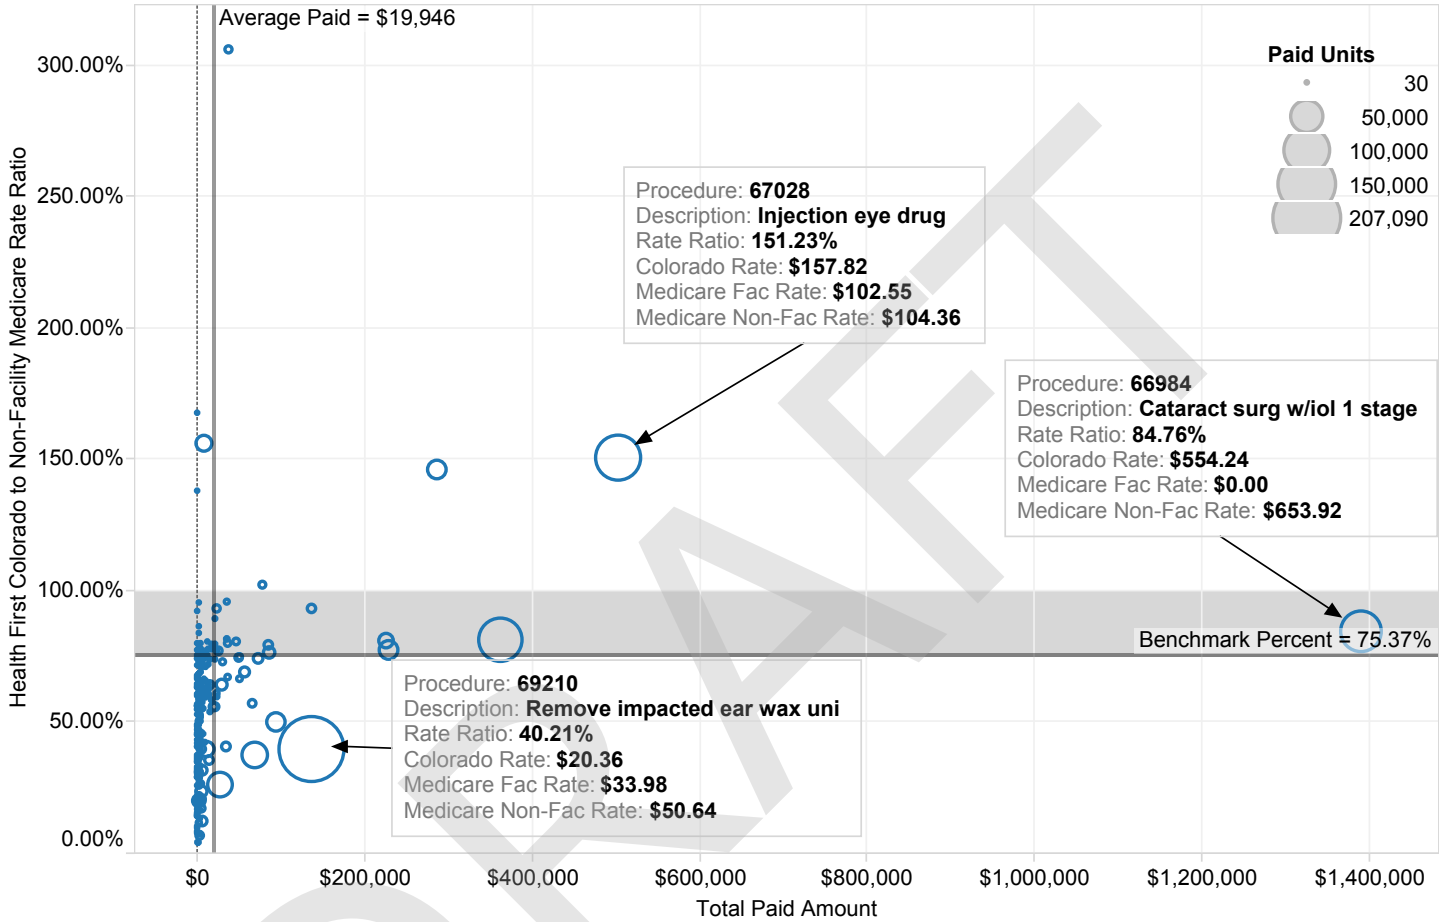 Average Paid = $19,946
Health First Colorado to Non-Facility Medicare Rate Ratio
300.00%
250.00%
200.00%
150.00%
100.00%
50.00%
0.00%
Paid Units
30
50,000
100,000
150,000
207,090
Procedure: 67028
Description: Injection eye drug
Rate Ratio: 151.23%
Colorado Rate: $157.82
Medicare Fac Rate: $102.55
Medicare Non-Fac Rate: $104.36
Procedure: 66984
Description: Cataract surg w/iol 1 stage
Rate Ratio: 84.76%
Colorado Rate: $554.24
Medicare Fac Rate: $0.00
Medicare Non-Fac Rate: $653.92
Benchmark Percent = 75.37%
Procedure: 69210
Description: Remove impacted ear wax uni
Rate Ratio: 40.21%
Colorado Rate: $20.36
Medicare Fac Rate: $33.98
Medicare Non-Fac Rate: $50.64
$0
$200,000
$400,000
$600,000
$800,000
$1,000,000
$1,200,000
$1,400,000
Total Paid Amount
DRAFT